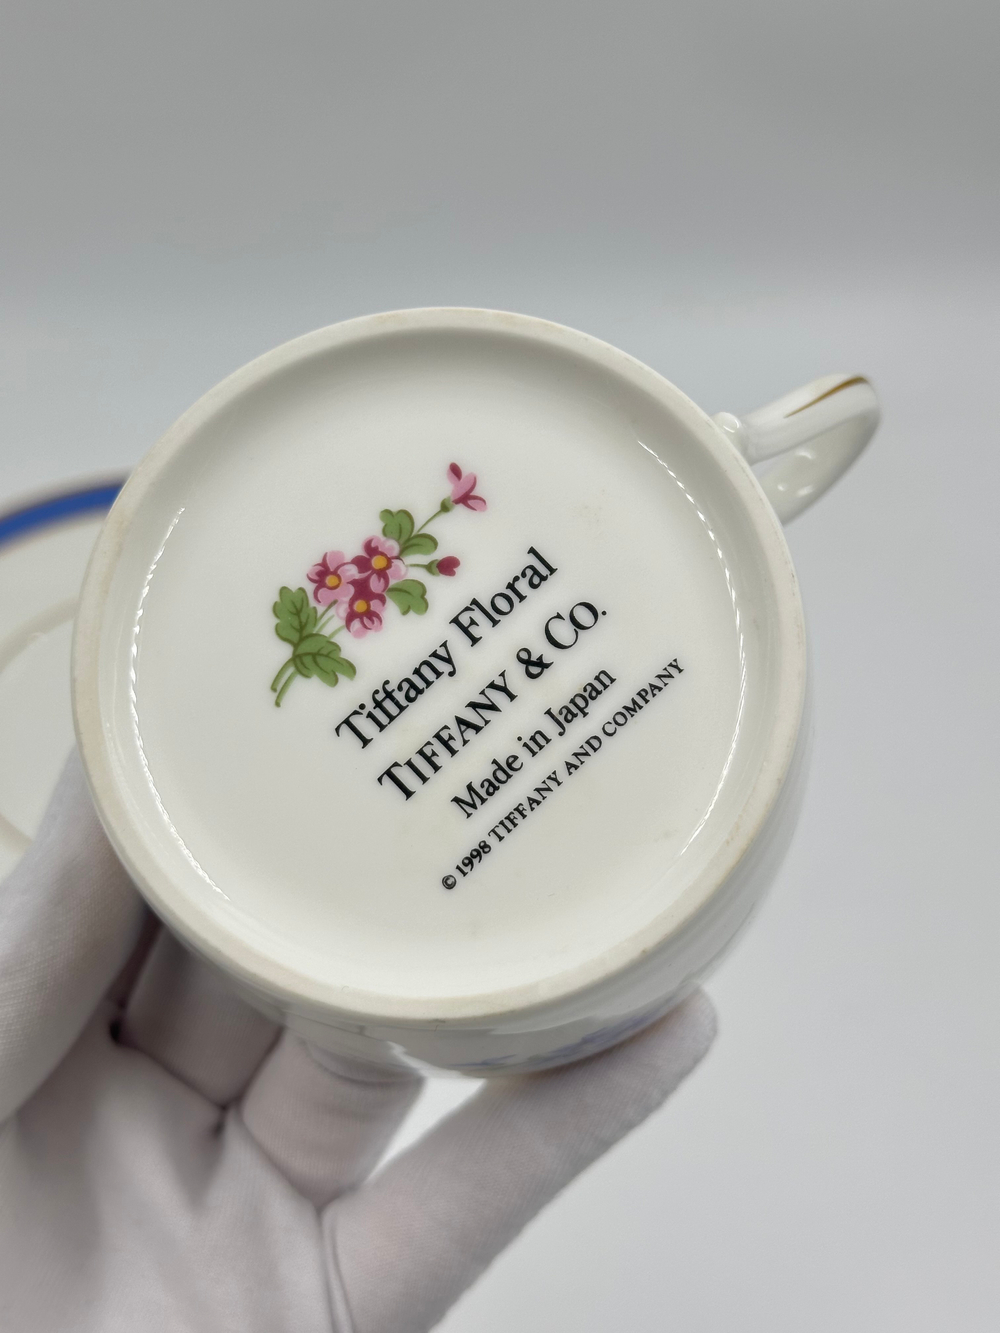 Tiffany Floral
TIFFANY & CO.
Made in Japan
© 1998 TIFFANY AND COMPANY